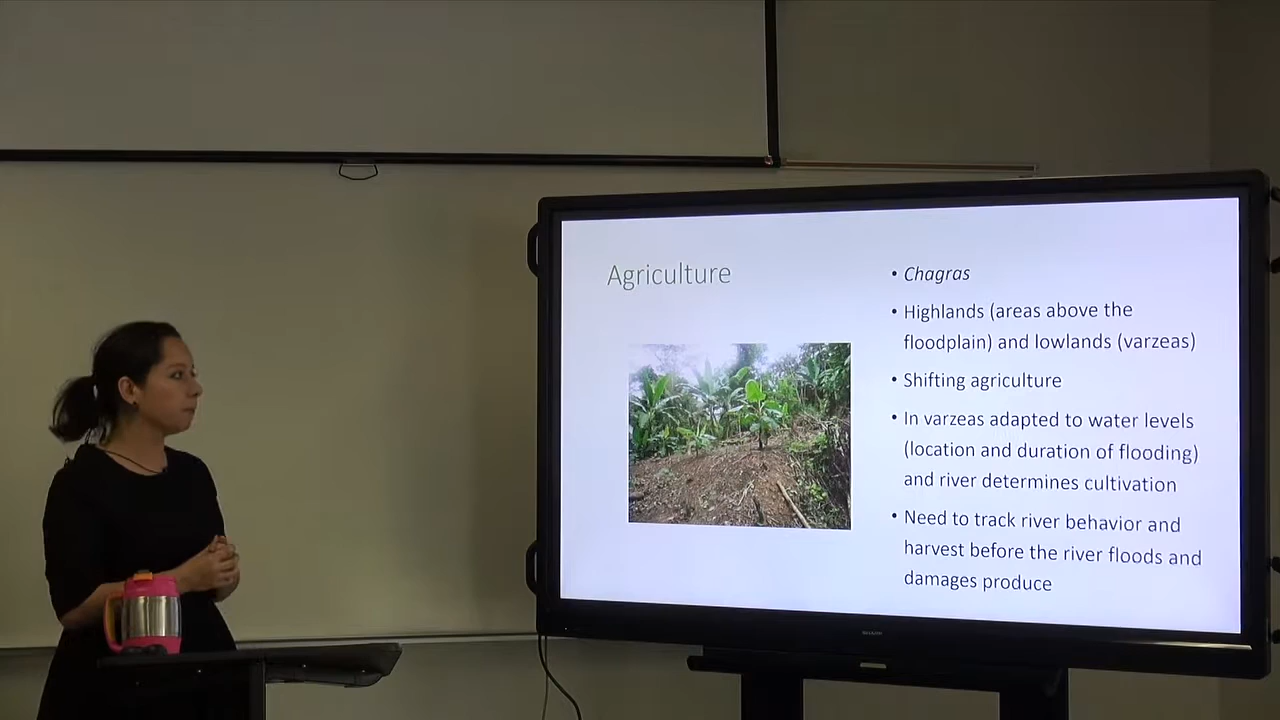 Agriculture
• Chagras
• Highlands (areas above the
floodplain) and lowlands (varzeas)
• Shifting agriculture
• In varzeas adapted to water levels
(location and duration of flooding)
and river determines cultivation
• Need to track river behavior and
harvest before the river floods and
damages produce
SHARP